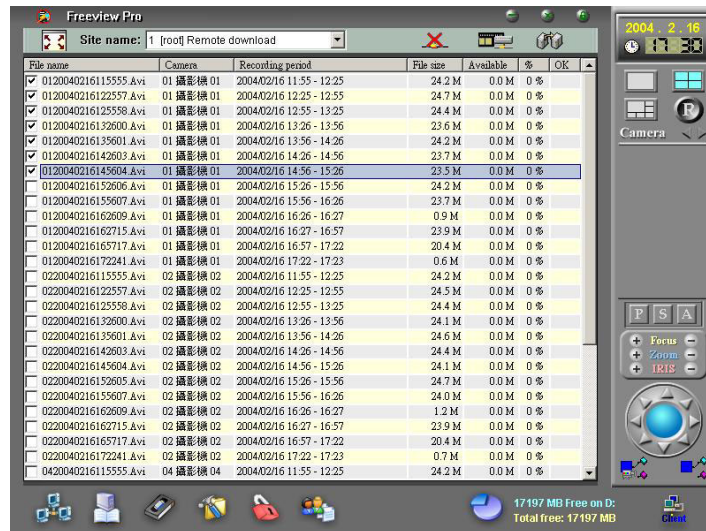 Freeview Pro
2004 . 2 . 16
17:30
Site name: 1 [root] Remote download
File name Camera Recording period File size Available % OK
0120040216115555.Avi 01 攝影機 01 2004/02/16 11:55 - 12:25 24.2 M 0.0 M 0 %
0120040216122557.Avi 01 攝影機 01 2004/02/16 12:25 - 12:55 24.7 M 0.0 M 0 %
0120040216125558.Avi 01 攝影機 01 2004/02/16 12:55 - 13:25 24.4 M 0.0 M 0 %
0120040216132600.Avi 01 攝影機 01 2004/02/16 13:26 - 13:56 23.6 M 0.0 M 0 %
0120040216135601.Avi 01 攝影機 01 2004/02/16 13:56 - 14:26 24.2 M 0.0 M 0 %
0120040216142603.Avi 01 攝影機 01 2004/02/16 14:26 - 14:56 23.7 M 0.0 M 0 %
0120040216145604.Avi 01 攝影機 01 2004/02/16 14:56 - 15:26 23.5 M 0.0 M 0 %
0120040216152606.Avi 01 攝影機 01 2004/02/16 15:26 - 15:56 24.2 M 0.0 M 0 %
0120040216155607.Avi 01 攝影機 01 2004/02/16 15:56 - 16:26 23.7 M 0.0 M 0 %
0120040216162609.Avi 01 攝影機 01 2004/02/16 16:26 - 16:27 0.9 M 0.0 M 0 %
0120040216162715.Avi 01 攝影機 01 2004/02/16 16:27 - 16:57 23.9 M 0.0 M 0 %
0120040216165717.Avi 01 攝影機 01 2004/02/16 16:57 - 17:22 20.4 M 0.0 M 0 %
0120040216172241.Avi 01 攝影機 01 2004/02/16 17:22 - 17:23 0.6 M 0.0 M 0 %
0220040216115555.Avi 02 攝影機 02 2004/02/16 11:55 - 12:25 24.2 M 0.0 M 0 %
0220040216122557.Avi 02 攝影機 02 2004/02/16 12:25 - 12:55 24.5 M 0.0 M 0 %
0220040216125558.Avi 02 攝影機 02 2004/02/16 12:55 - 13:25 24.4 M 0.0 M 0 %
0220040216132600.Avi 02 攝影機 02 2004/02/16 13:26 - 13:56 24.1 M 0.0 M 0 %
0220040216135601.Avi 02 攝影機 02 2004/02/16 13:56 - 14:26 24.6 M 0.0 M 0 %
0220040216142603.Avi 02 攝影機 02 2004/02/16 14:26 - 14:56 24.4 M 0.0 M 0 %
0220040216145604.Avi 02 攝影機 02 2004/02/16 14:56 - 15:26 24.1 M 0.0 M 0 %
0220040216152605.Avi 02 攝影機 02 2004/02/16 15:26 - 15:56 24.7 M 0.0 M 0 %
0220040216155607.Avi 02 攝影機 02 2004/02/16 15:56 - 16:26 24.0 M 0.0 M 0 %
0220040216162609.Avi 02 攝影機 02 2004/02/16 16:26 - 16:27 1.2 M 0.0 M 0 %
0220040216162715.Avi 02 攝影機 02 2004/02/16 16:27 - 16:57 23.9 M 0.0 M 0 %
0220040216165717.Avi 02 攝影機 02 2004/02/16 16:57 - 17:22 20.4 M 0.0 M 0 %
0220040216172241.Avi 02 攝影機 02 2004/02/16 17:22 - 17:23 0.7 M 0.0 M 0 %
0420040216115555.Avi 04 攝影機 04 2004/02/16 11:55 - 12:25 24.2 M 0.0 M 0 %
R
Camera
P S A
Focus
Zoom
IRIS
17197 MB Free on D:
Total free: 17197 MB
Client